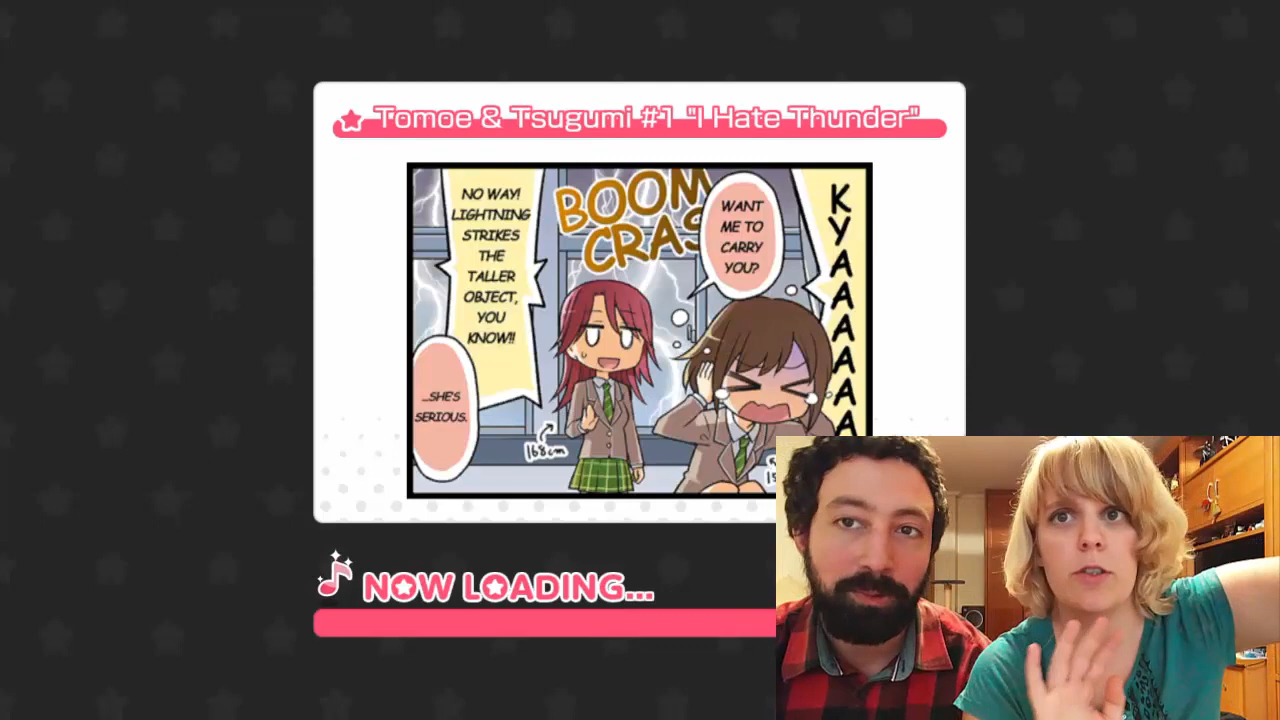 Tomoe & Tsugumi #1 "I Hate Thunder"
KYAAAAAAA
WANT
ME TO
CARRY
YOU?
BOOM
CRAS
NO WAY!
LIGHTNING
STRIKES
THE
TALLER
OBJECT,
YOU
KNOW!!
...SHE'S
SERIOUS.
168cm
NOW LOADING...